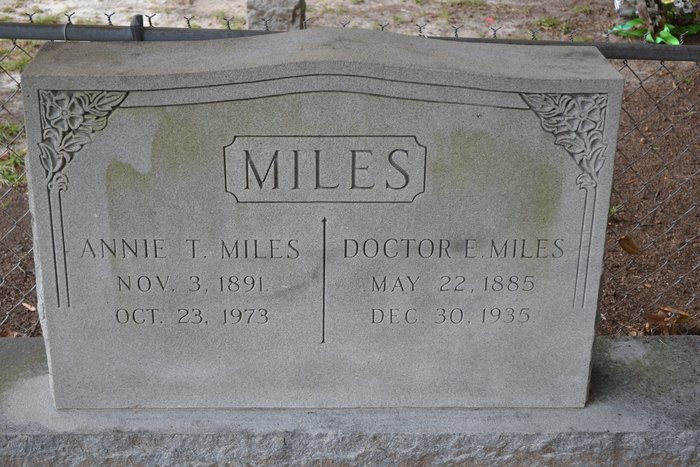 MILES
ANNIE T. MILES
NOV. 3, 1891.
OCT. 23, 1973
DOCTOR E. MILES
MAY 22, 1885
DEC. 30, 1935